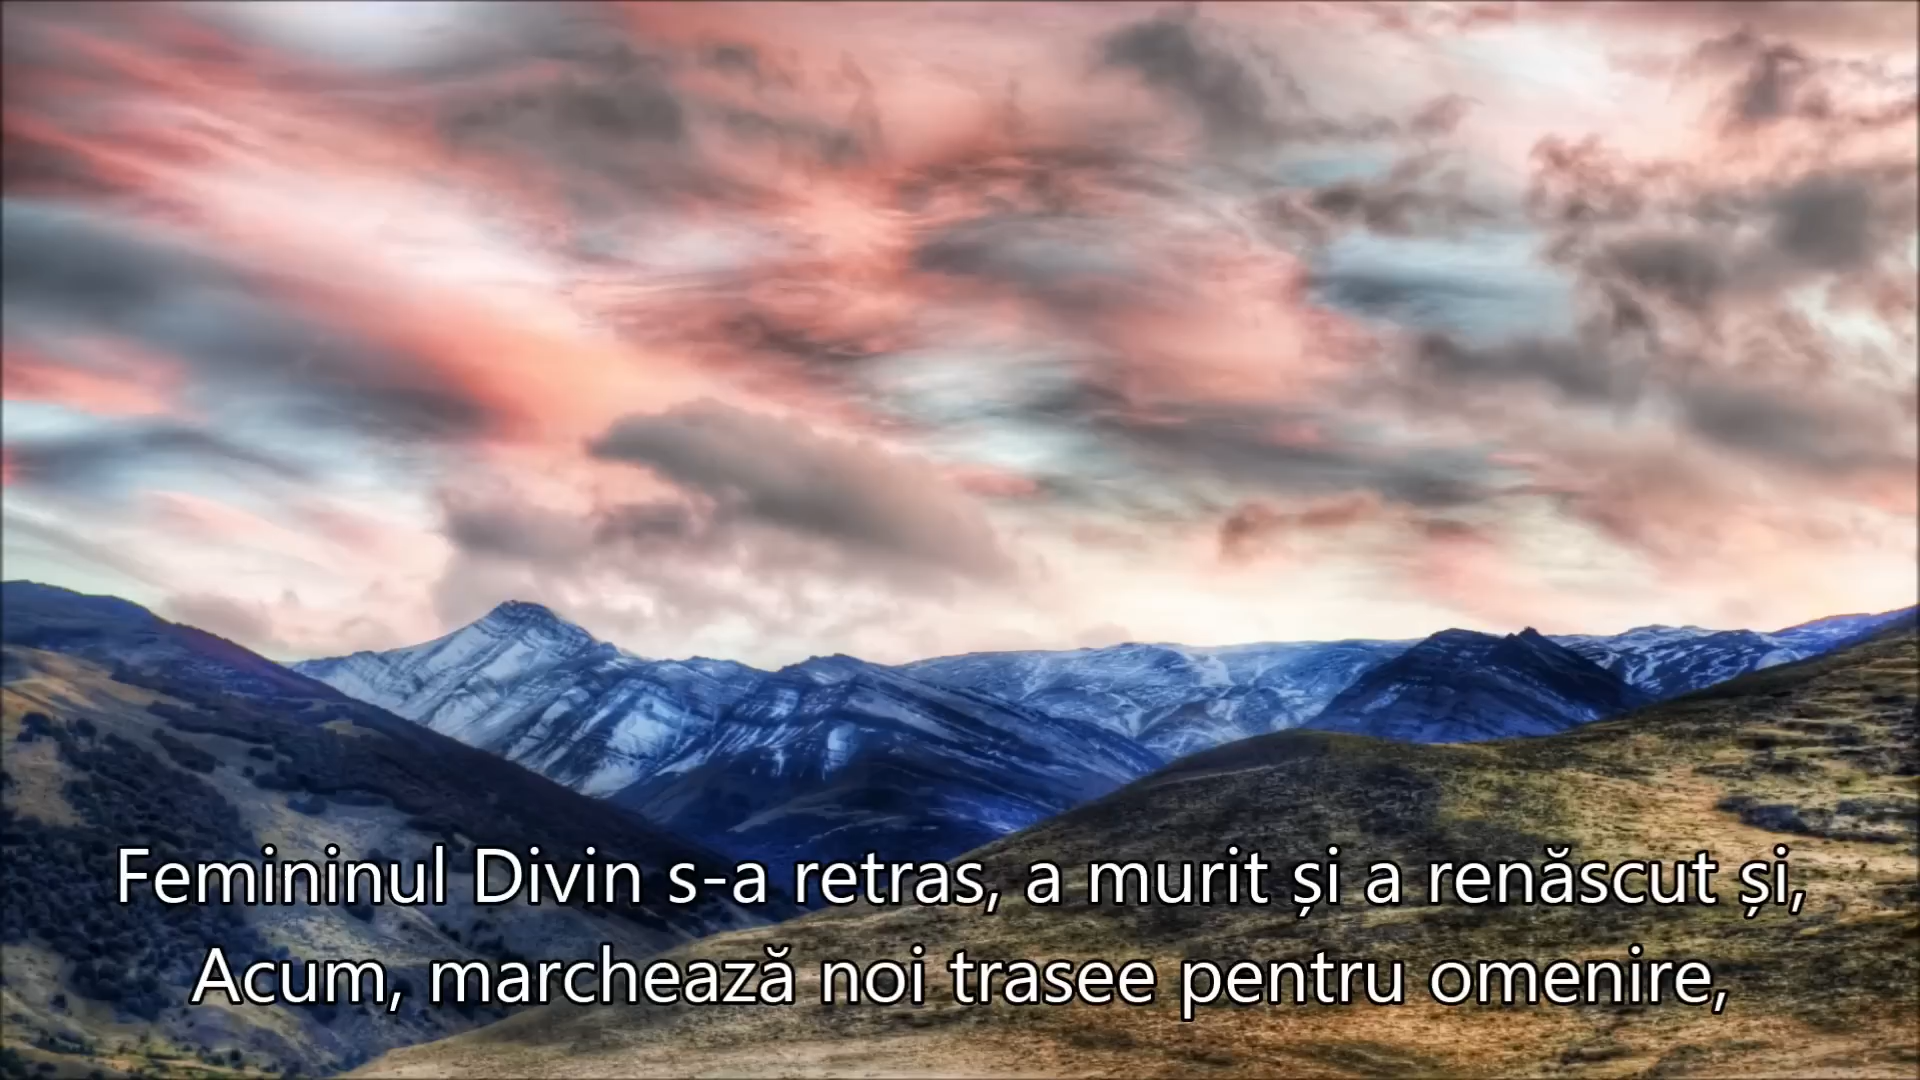 Femininul Divin s-a retras, a murit și a renăscut și,
Acum, marchează noi trasee pentru omenire,